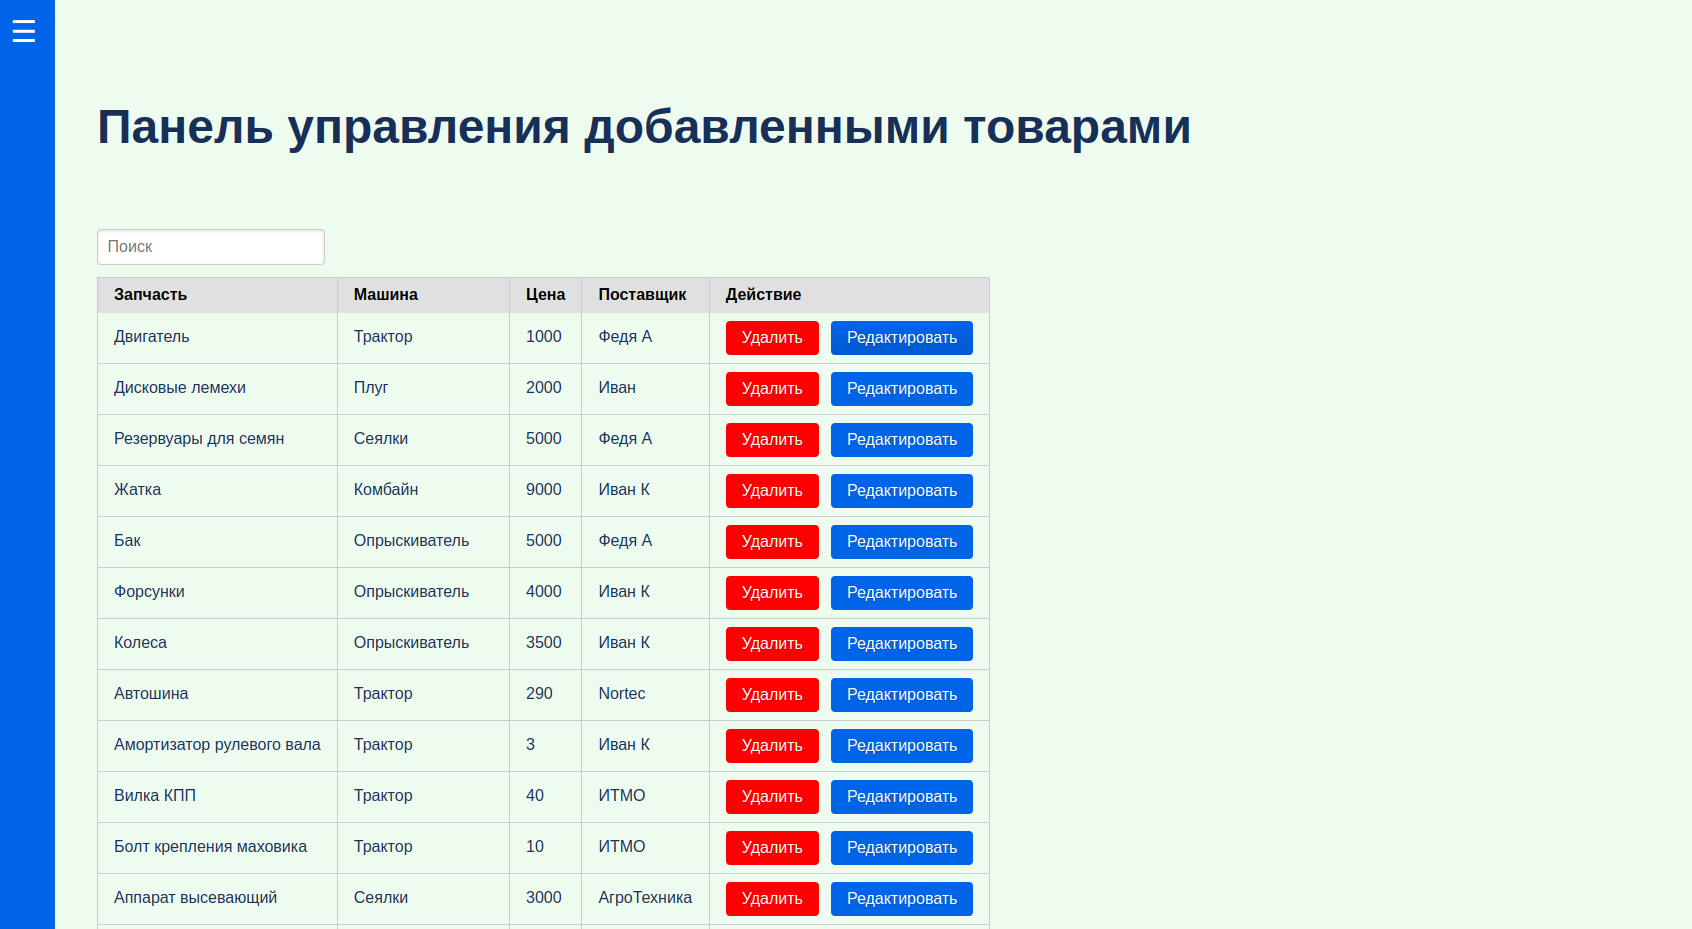 ☰
Панель управления добавленными товарами
Поиск
Запчасть Машина Цена Поставщик Действие
Двигатель Трактор 1000 Федя А Удалить Редактировать
Дисковые лемехи Плуг 2000 Иван Удалить Редактировать
Резервуары для семян Сеялки 5000 Федя А Удалить Редактировать
Жатка Комбайн 9000 Иван К Удалить Редактировать
Бак Опрыскиватель 5000 Федя А Удалить Редактировать
Форсунки Опрыскиватель 4000 Иван К Удалить Редактировать
Колеса Опрыскиватель 3500 Иван К Удалить Редактировать
Автошина Трактор 290 Nortec Удалить Редактировать
Амортизатор рулевого вала Трактор 3 Иван К Удалить Редактировать
Вилка КПП Трактор 40 ИТМО Удалить Редактировать
Болт крепления маховика Трактор 10 ИТМО Удалить Редактировать
Аппарат высевающий Сеялки 3000 АгроТехника Удалить Редактировать